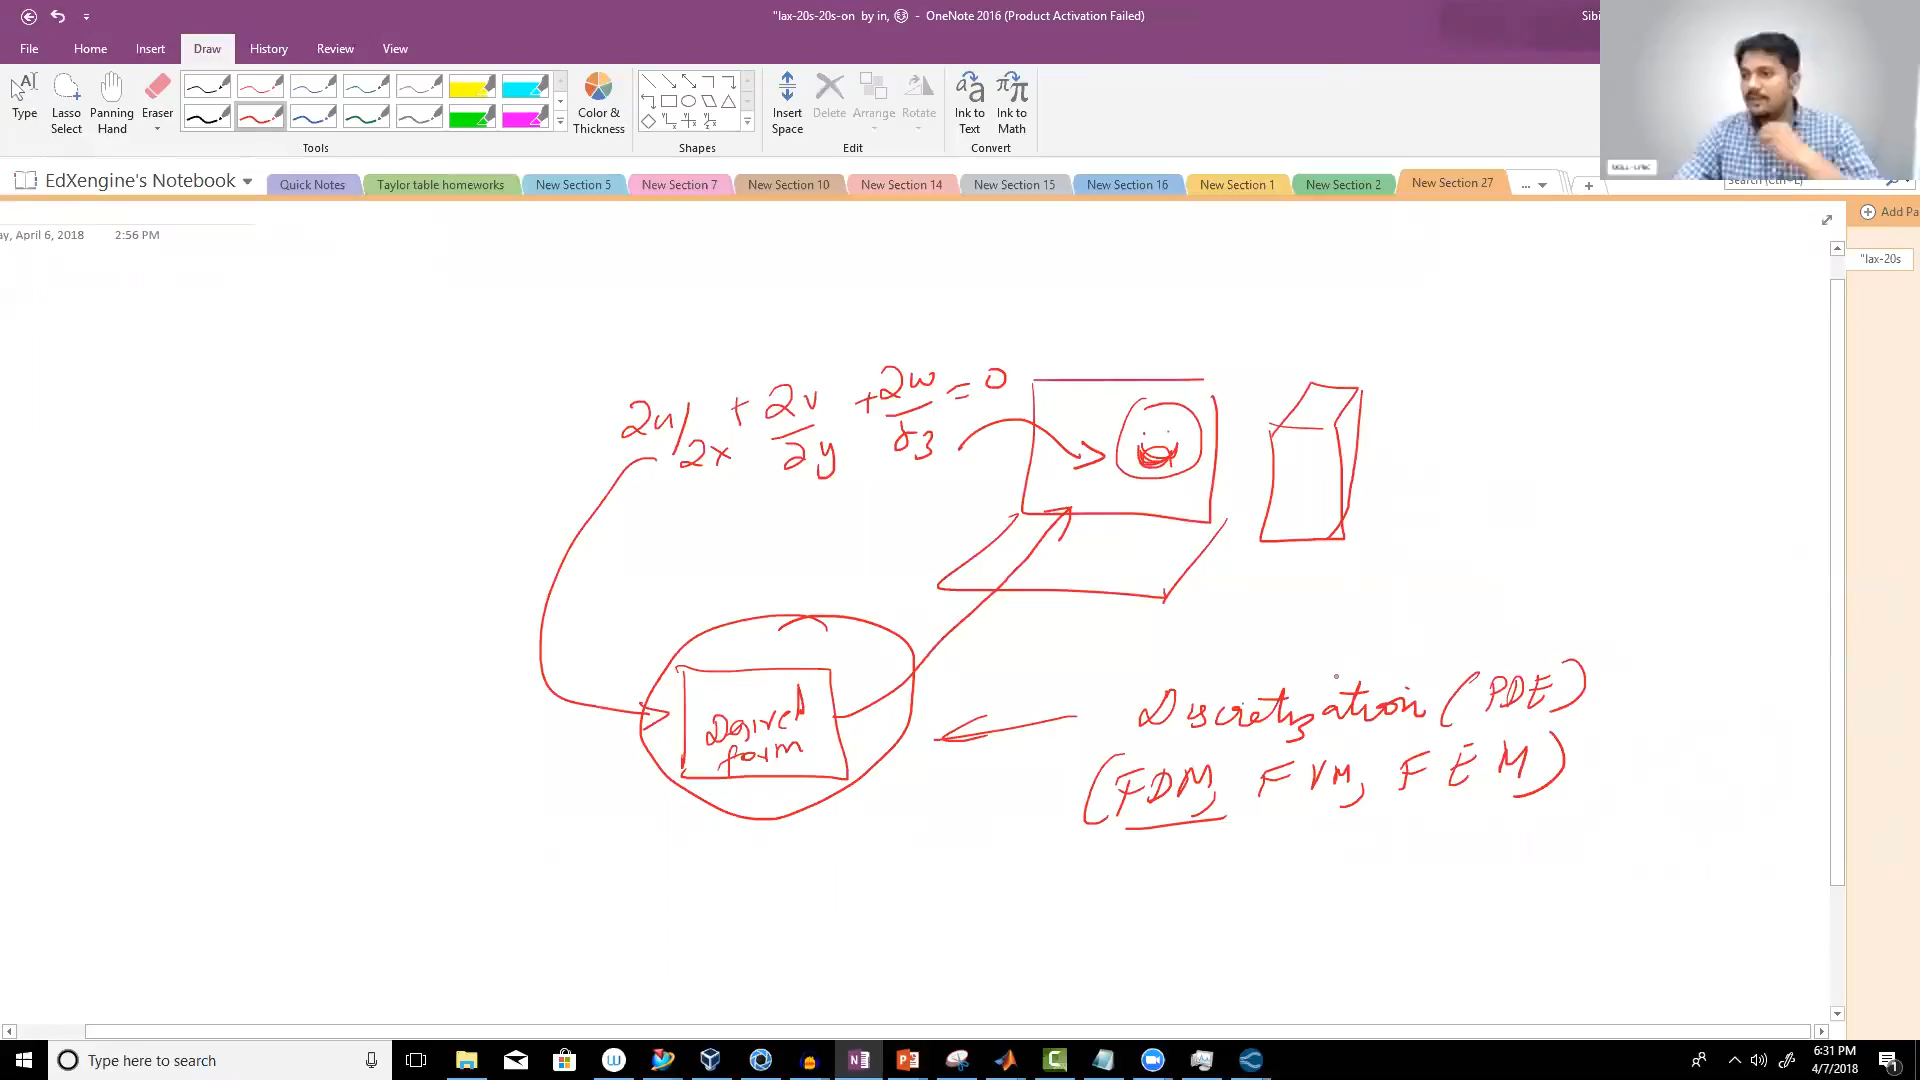 "lax-20s-20s-on by in, - OneNote 2016 (Product Activation Failed)
Sibi
File Home Insert Draw History Review View
Type
Lasso Select
Panning Hand
Eraser
Color & Thickness
Insert Space
Delete
Arrange
Rotate
Ink to Text
Ink to Math
Tools
Shapes
Edit
Convert
EdXengine's Notebook
Quick Notes
Taylor table homeworks
New Section 5
New Section 7
New Section 10
New Section 14
New Section 15
New Section 16
New Section 1
New Section 2
New Section 27
...
Search (Ctrl+E)
Add Pa
ay, April 6, 2018 2:56 PM
"lax-20s
∂u/∂x + ∂v/∂y + ∂w/∂z = 0
Desired
form
Discretization (PDE)
(FDM, FVM, FEM)
Type here to search
6:31 PM
4/7/2018